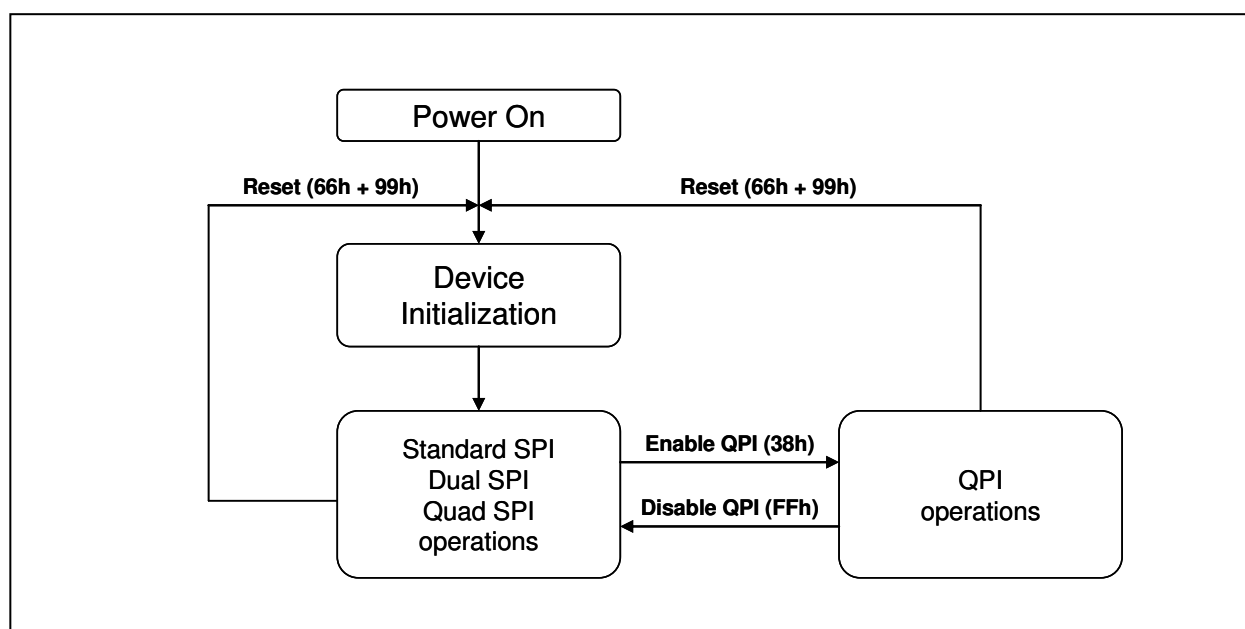 Power On
Reset (66h + 99h)
Reset (66h + 99h)
Device
Initialization
Standard SPI
Dual SPI
Quad SPI
operations
Enable QPI (38h)
Disable QPI (FFh)
QPI
operations